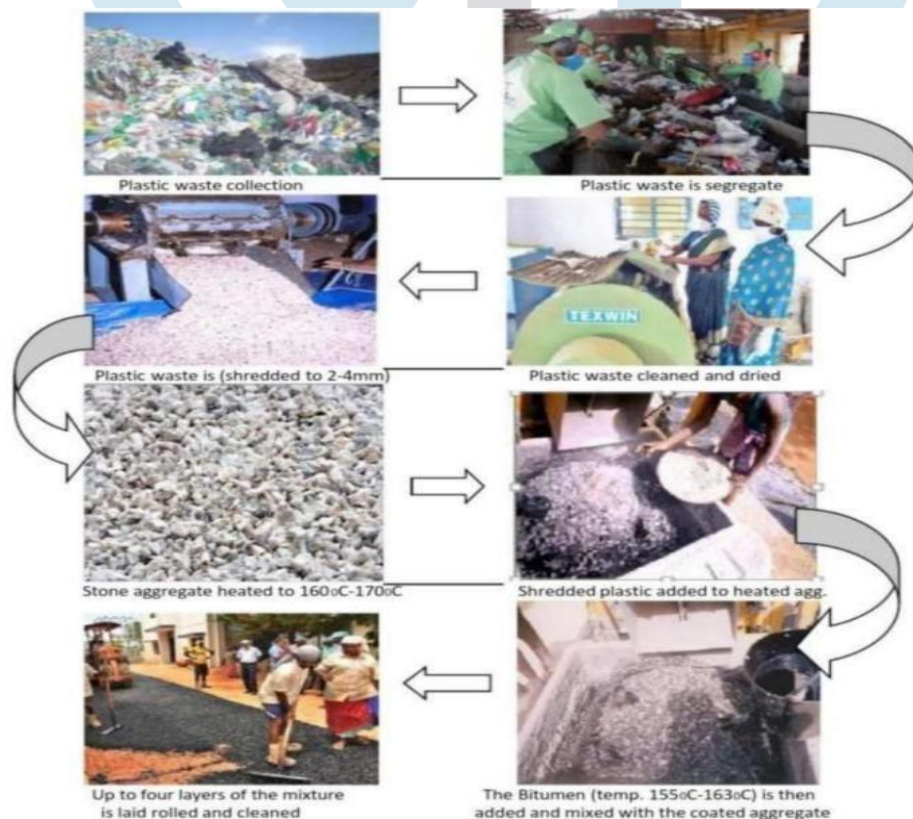 Plastic waste collection
Plastic waste is segregate
TEXWIN
Plastic waste cleaned and dried
Plastic waste is (shredded to 2-4mm)
Stone aggregate heated to 160oC-170oC
Shredded plastic added to heated agg.
The Bitumen (temp. 155oC-163oC) is then
added and mixed with the coated aggregate
Up to four layers of the mixture
is laid rolled and cleaned